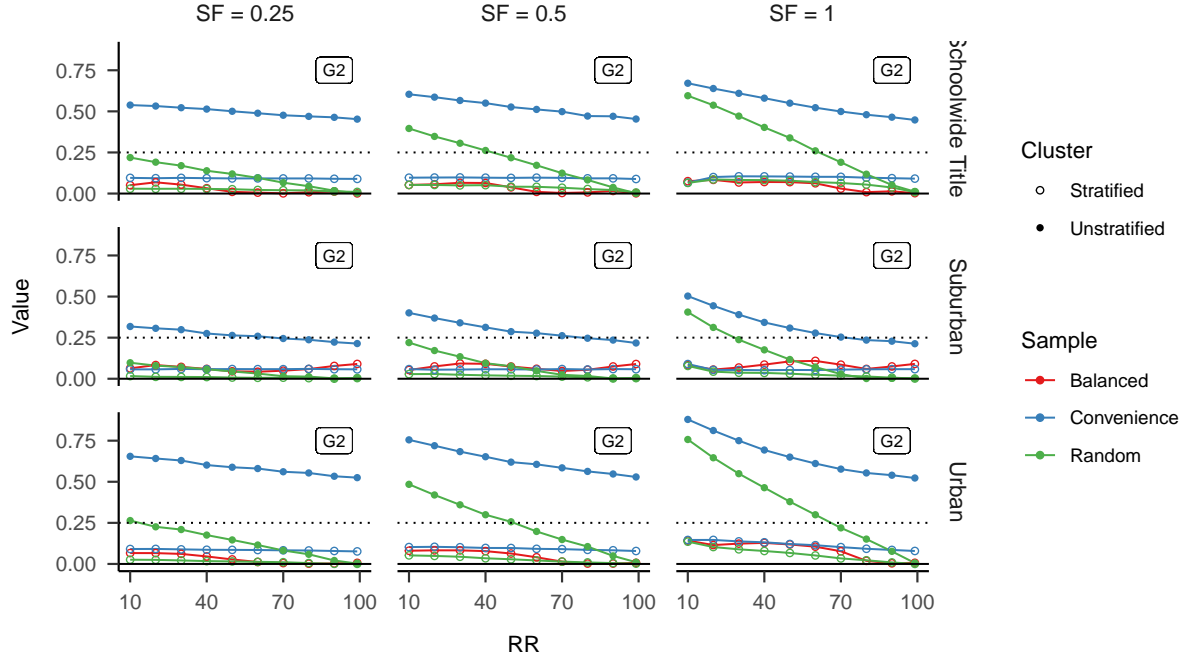 SF = 0.25 SF = 0.5 SF = 1
0.75 G2 G2 G2
0.50
0.25
0.00
Schoolwide Title
0.75 G2 G2 G2
0.50
0.25
0.00
Suburban
0.75 G2 G2 G2
0.50
0.25
0.00
Urban
10 40 70 100 10 40 70 100 10 40 70 100
Value
RR
Cluster
Stratified
Unstratified
Sample
Balanced
Convenience
Random